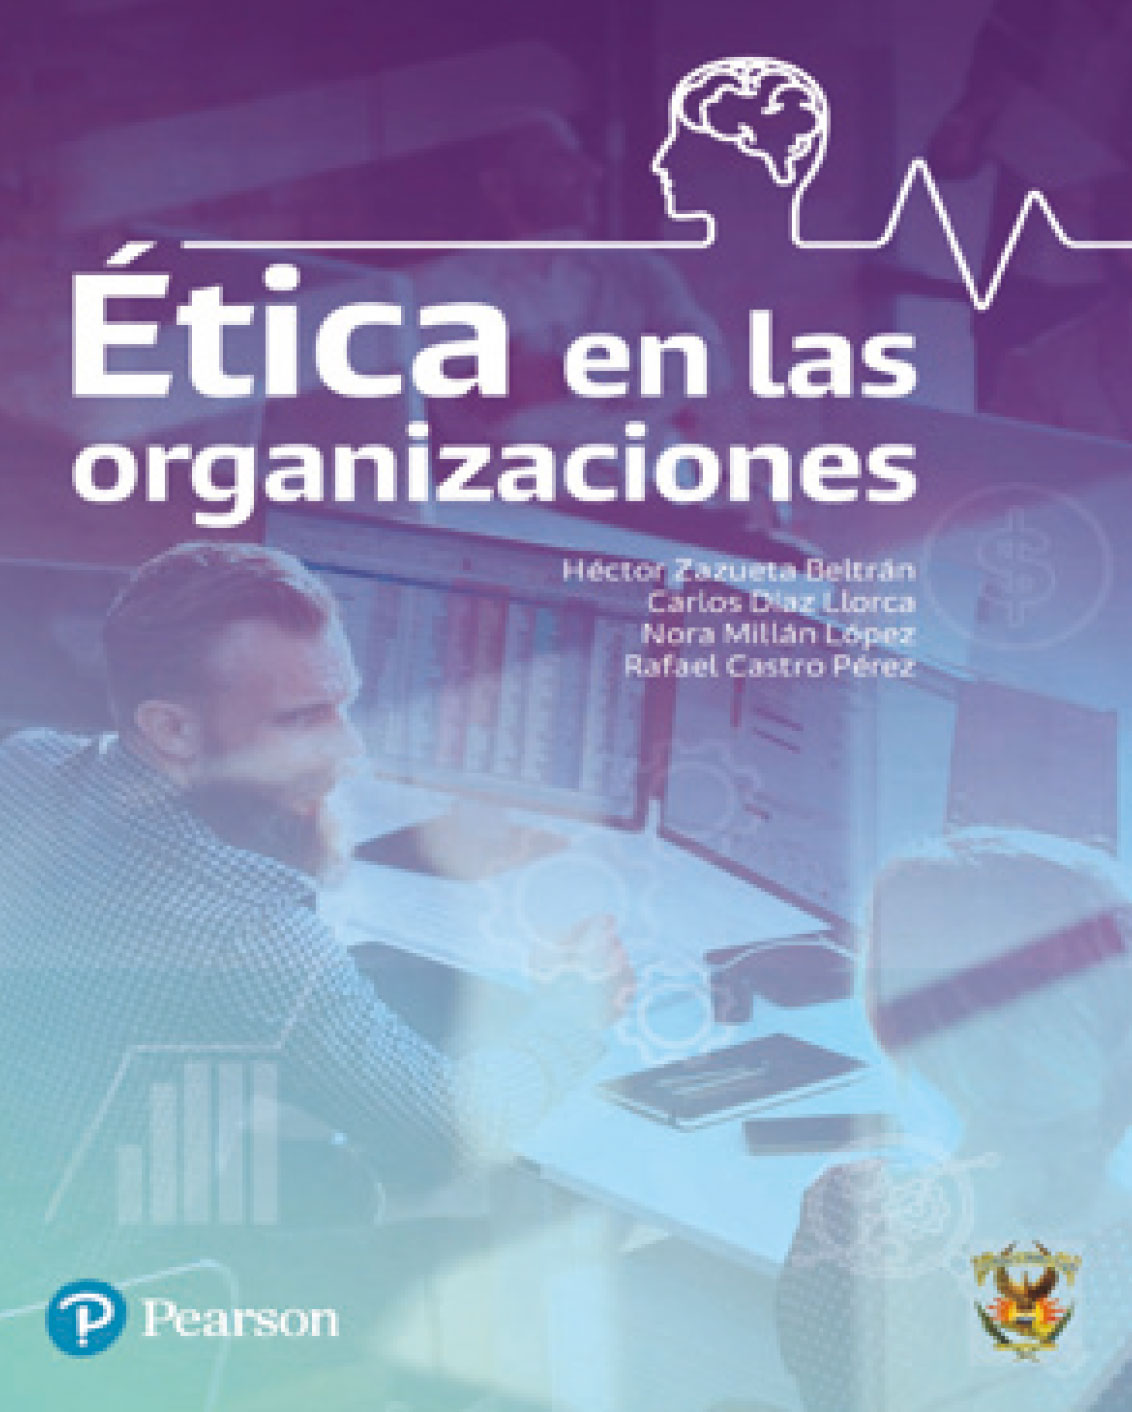 Ética en las
organizaciones
Héctor Zazueta Beltrán
Carlos Díaz Llorca
Nora Millán López
Rafael Castro Pérez
Pearson